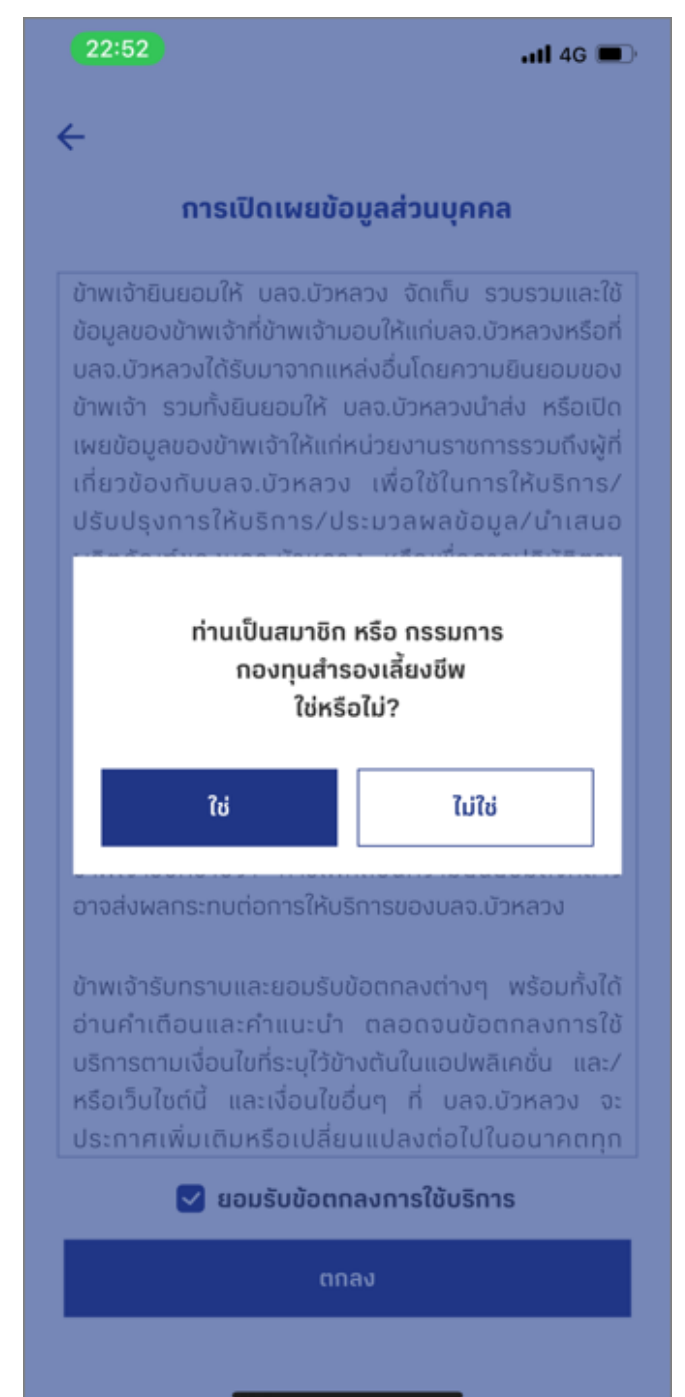 22:52
4G
การเปิดเผยข้อมูลส่วนบุคคล
ข้าพเจ้ายินยอมให้ บลจ.บัวหลวง จัดเก็บ รวบรวมและใช้
ข้อมูลของข้าพเจ้าที่ข้าพเจ้ามอบให้แก่บลจ.บัวหลวงหรือที่
บลจ.บัวหลวงได้รับมาจากแหล่งอื่นโดยความยินยอมของ
ข้าพเจ้า รวมทั้งยินยอมให้ บลจ.บัวหลวงนำส่ง หรือเปิด
เผยข้อมูลของข้าพเจ้าให้แก่หน่วยงานราชการรวมถึงผู้ที่
เกี่ยวข้องกับบลจ.บัวหลวง เพื่อใช้ในการให้บริการ/
ปรับปรุงการให้บริการ/ประมวลผลข้อมูล/นำเสนอ
ท่านเป็นสมาชิก หรือ กรรมการ
กองทุนสำรองเลี้ยงชีพ
ใช่หรือไม่?
ใช่ ไม่ใช่
อาจส่งผลกระทบต่อการให้บริการของบลจ.บัวหลวง
ข้าพเจ้ารับทราบและยอมรับข้อตกลงต่างๆ พร้อมทั้งได้
อ่านคำเตือนและคำแนะนำ ตลอดจนข้อตกลงการใช้
บริการตามเงื่อนไขที่ระบุไว้ข้างต้นในแอปพลิเคชั่น และ/
หรือเว็บไซต์นี้ และเงื่อนไขอื่นๆ ที่ บลจ.บัวหลวง จะ
ประกาศเพิ่มเติมหรือเปลี่ยนแปลงต่อไปในอนาคตทุก
ยอมรับข้อตกลงการใช้บริการ
ตกลง